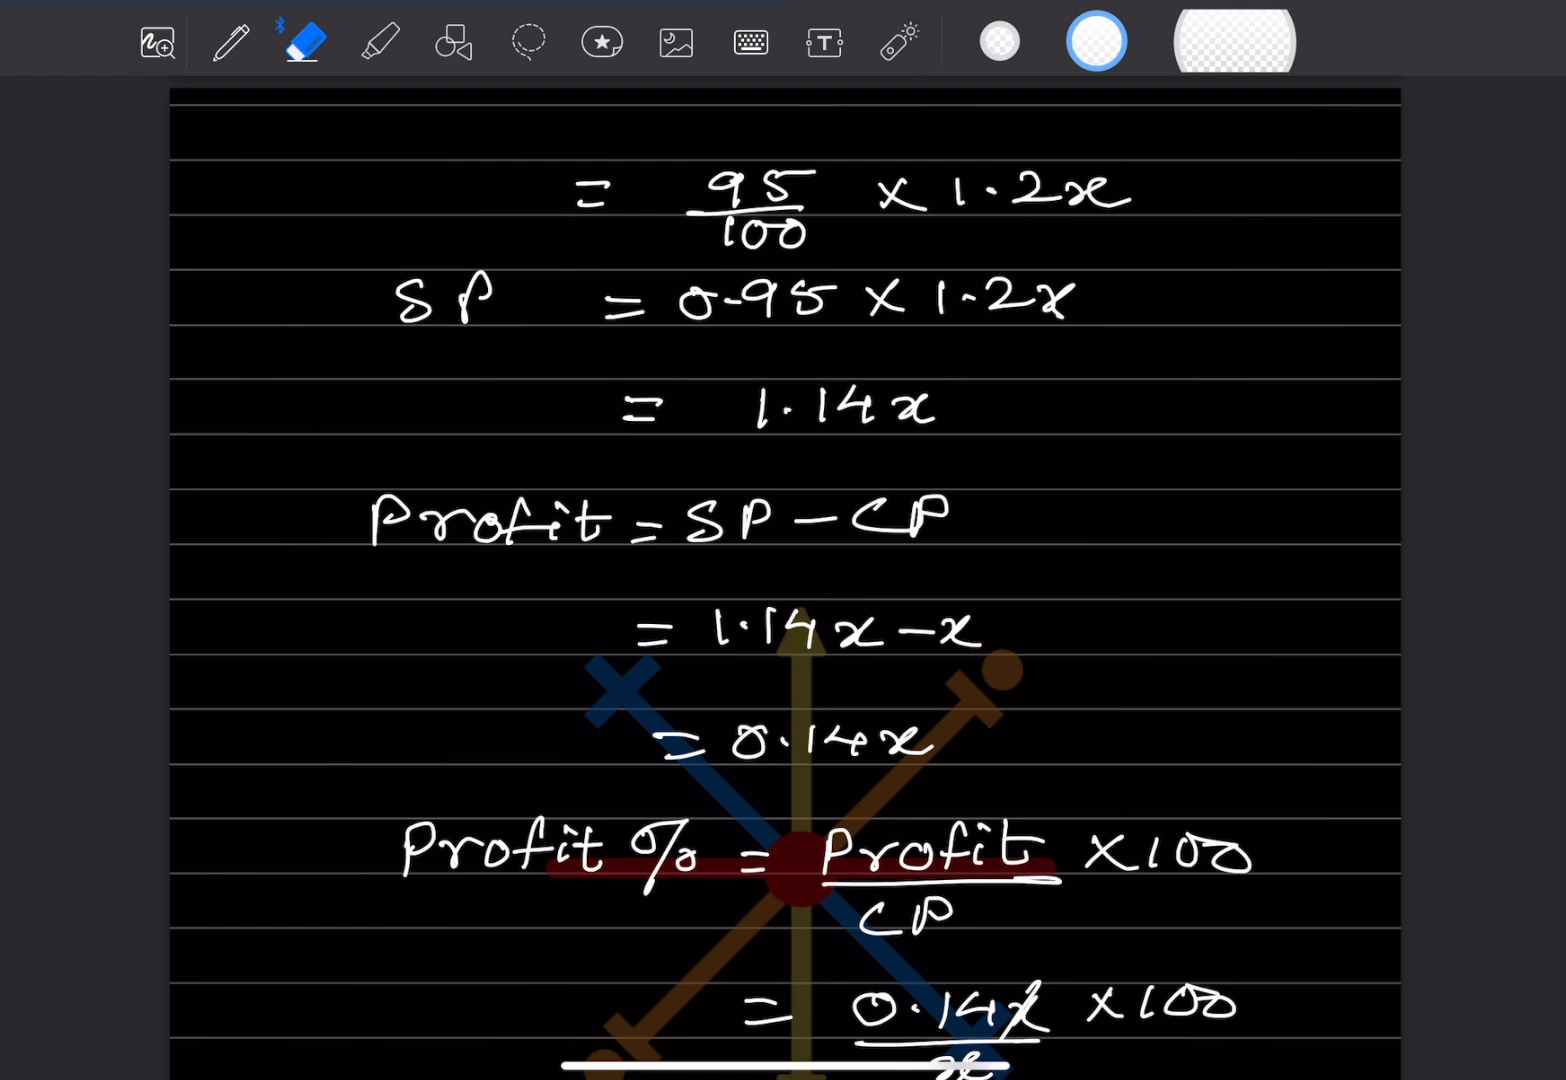 = 95/100 × 1.2x
SP = 0.95 × 1.2x
= 1.14x
Profit = SP – CP
= 1.14x – x
= 0.14x
Profit % = Profit/CP × 100
= 0.14x/x × 100